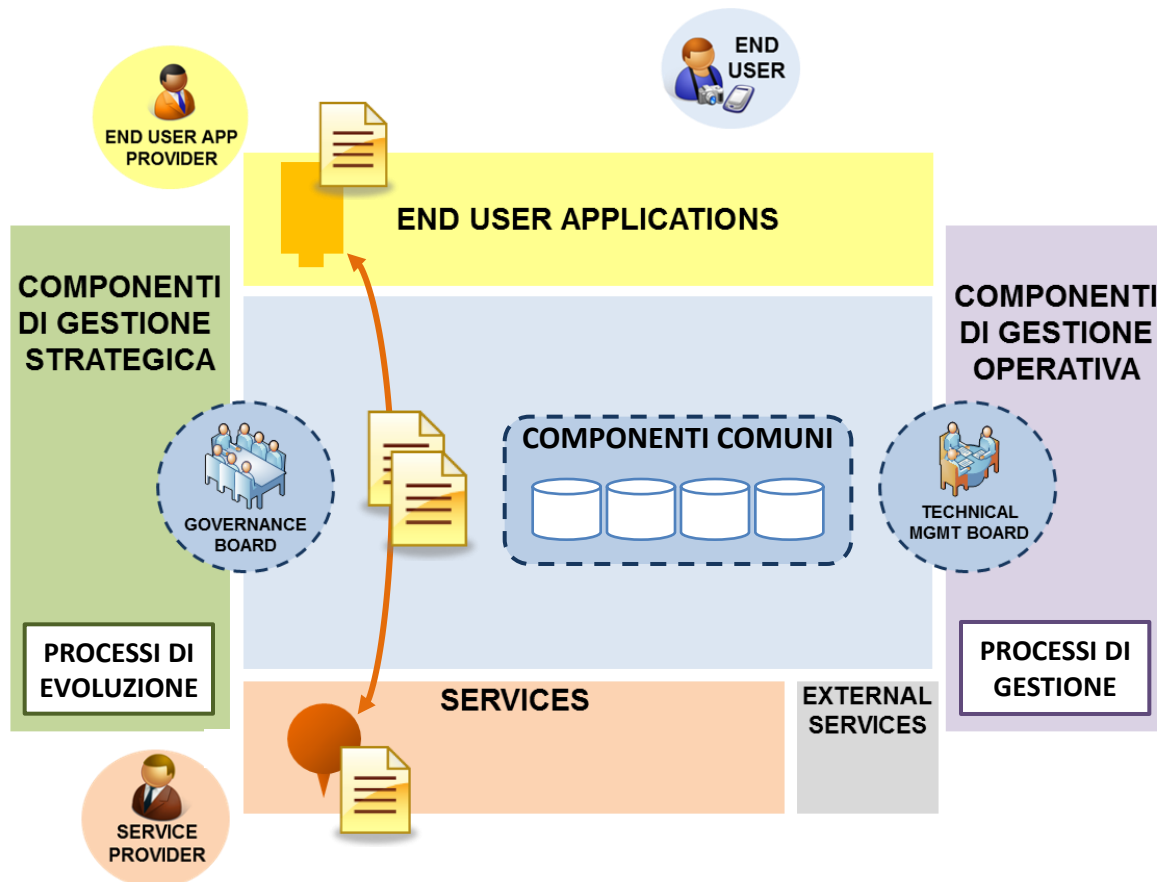 END
USER
END USER APP
PROVIDER
END USER APPLICATIONS
COMPONENTI
DI GESTIONE
STRATEGICA
COMPONENTI
DI GESTIONE
OPERATIVA
COMPONENTI COMUNI
GOVERNANCE
BOARD
TECHNICAL
MGMT BOARD
PROCESSI DI
EVOLUZIONE
PROCESSI DI
GESTIONE
SERVICES
EXTERNAL
SERVICES
SERVICE
PROVIDER